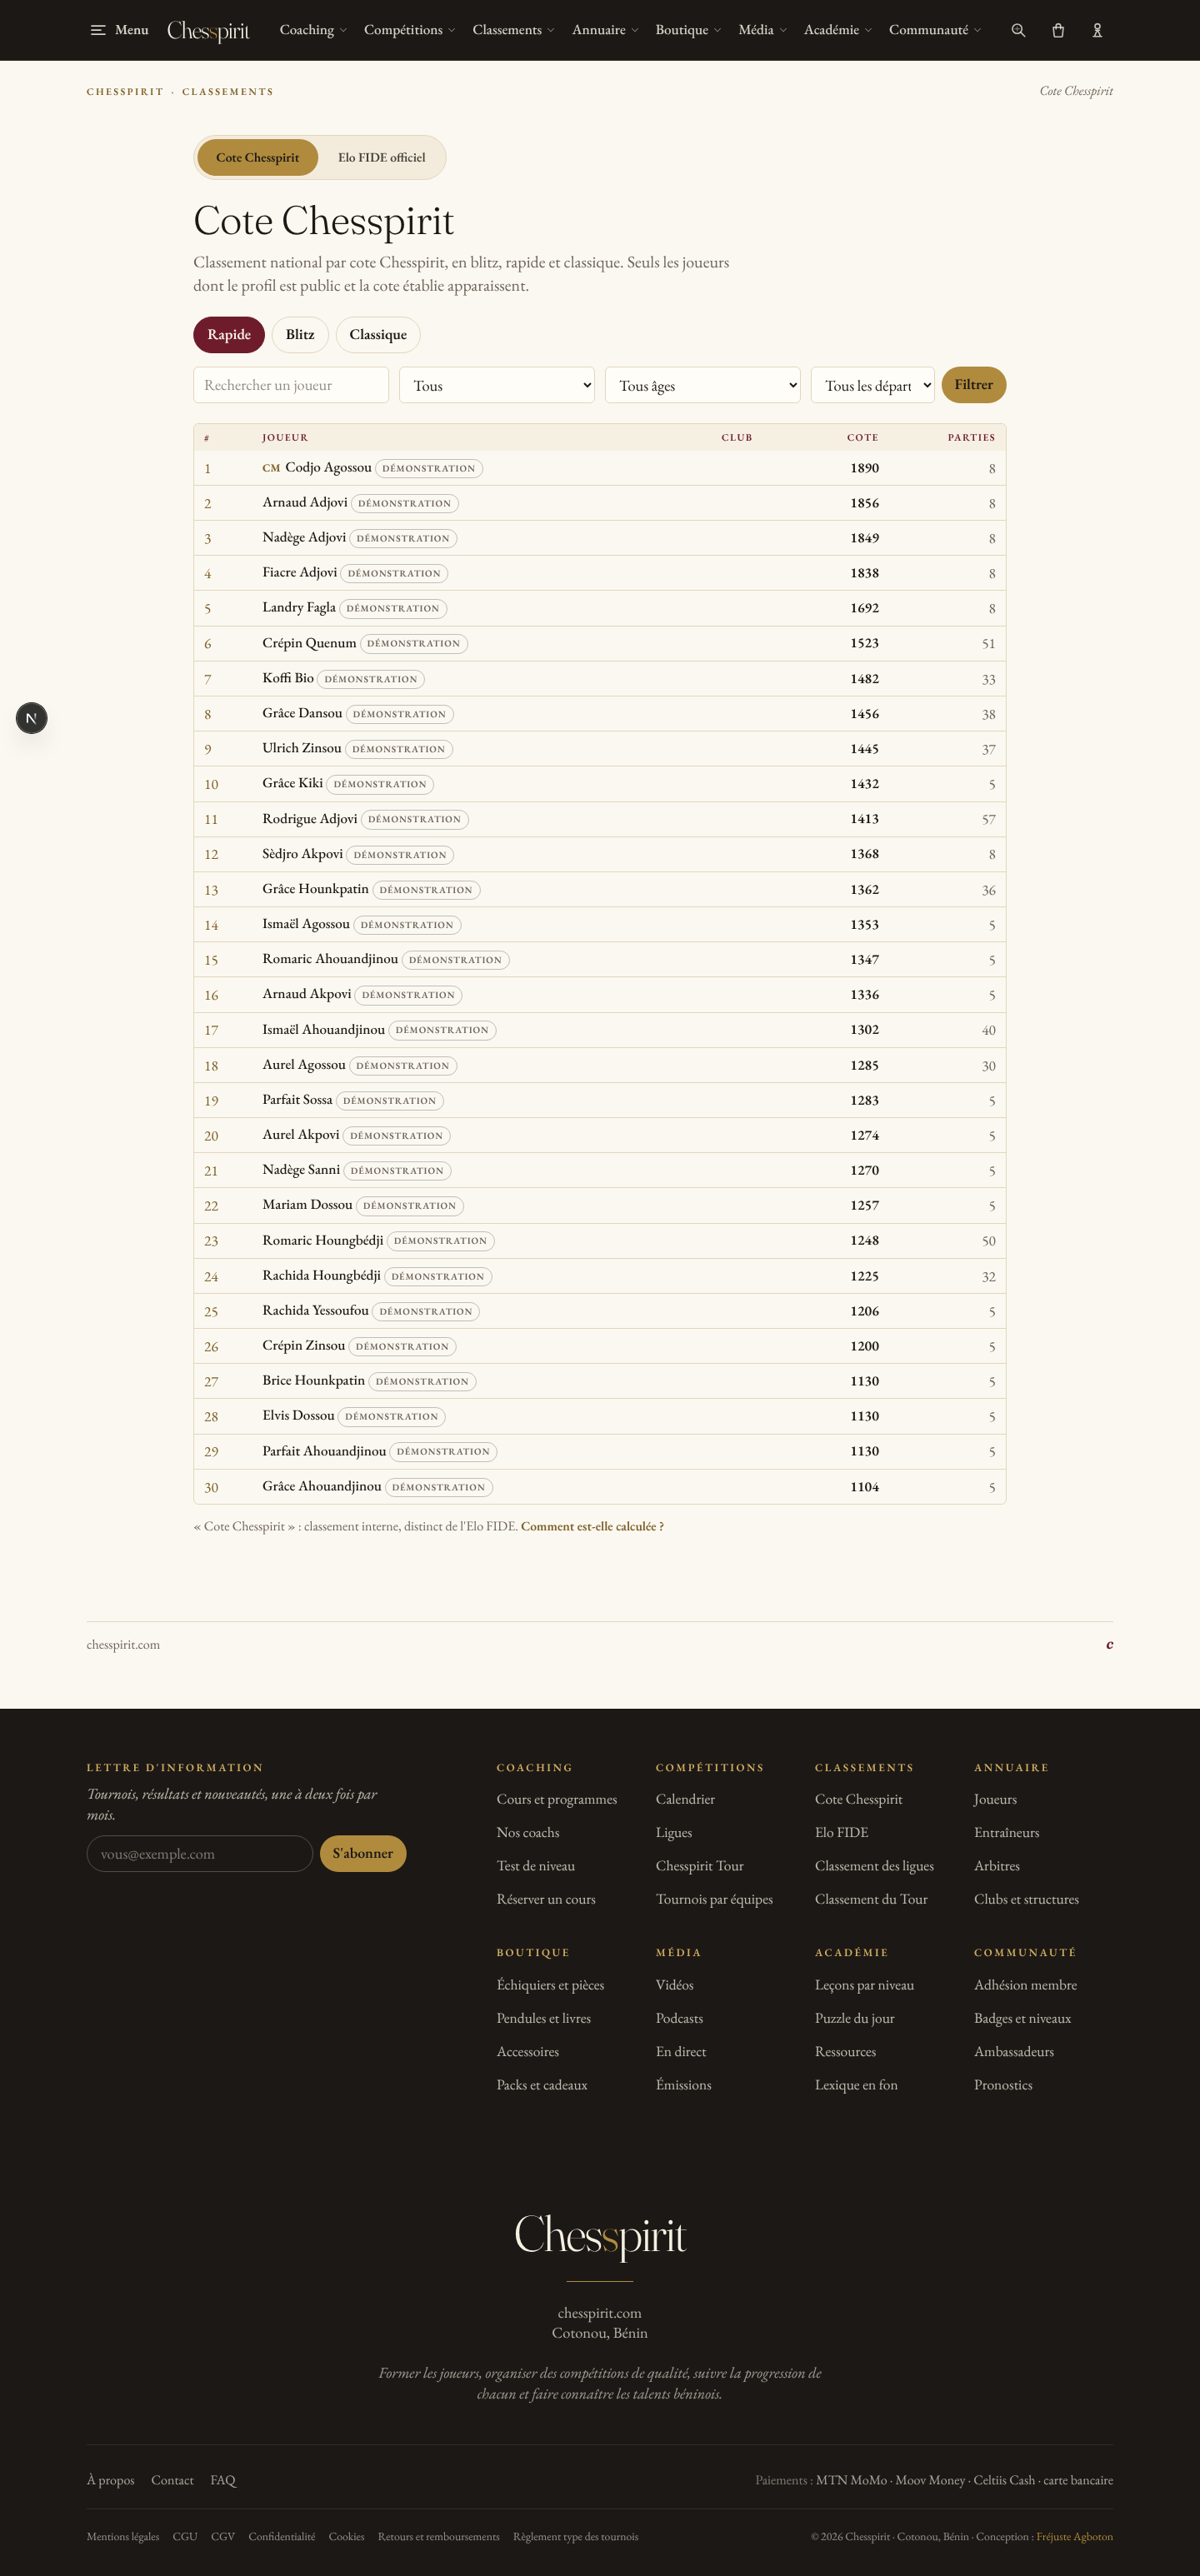 Menu Chesspirit Coaching Compétitions Classements Annuaire Boutique Média Académie Communauté
CHESSPIRIT · CLASSEMENTS Cote Chesspirit
Cote Chesspirit Elo FIDE officiel
Cote Chesspirit
Classement national par cote Chesspirit, en blitz, rapide et classique. Seuls les joueurs
dont le profil est public et la cote établie apparaissent.
Rapide Blitz Classique
Rechercher un joueur Tous Tous âges Tous les départ Filtrer
# JOUEUR CLUB COTE PARTIES
1 CM Codjo Agossou DÉMONSTRATION 1890 8
2 Arnaud Adjovi DÉMONSTRATION 1856 8
3 Nadège Adjovi DÉMONSTRATION 1849 8
4 Fiacre Adjovi DÉMONSTRATION 1838 8
5 Landry Fagla DÉMONSTRATION 1692 8
6 Crépin Quenum DÉMONSTRATION 1523 51
7 Koffi Bio DÉMONSTRATION 1482 33
8 Grâce Dansou DÉMONSTRATION 1456 38
9 Ulrich Zinsou DÉMONSTRATION 1445 37
10 Grâce Kiki DÉMONSTRATION 1432 5
11 Rodrigue Adjovi DÉMONSTRATION 1413 57
12 Sèdjro Akpovi DÉMONSTRATION 1368 8
13 Grâce Hounkpatin DÉMONSTRATION 1362 36
14 Ismaël Agossou DÉMONSTRATION 1353 5
15 Romaric Ahouandjinou DÉMONSTRATION 1347 5
16 Arnaud Akpovi DÉMONSTRATION 1336 5
17 Ismaël Ahouandjinou DÉMONSTRATION 1302 40
18 Aurel Agossou DÉMONSTRATION 1285 30
19 Parfait Sossa DÉMONSTRATION 1283 5
20 Aurel Akpovi DÉMONSTRATION 1274 5
21 Nadège Sanni DÉMONSTRATION 1270 5
22 Mariam Dossou DÉMONSTRATION 1257 5
23 Romaric Houngbédji DÉMONSTRATION 1248 50
24 Rachida Houngbédji DÉMONSTRATION 1225 32
25 Rachida Yessoufou DÉMONSTRATION 1206 5
26 Crépin Zinsou DÉMONSTRATION 1200 5
27 Brice Hounkpatin DÉMONSTRATION 1130 5
28 Elvis Dossou DÉMONSTRATION 1130 5
29 Parfait Ahouandjinou DÉMONSTRATION 1130 5
30 Grâce Ahouandjinou DÉMONSTRATION 1104 5
N
« Cote Chesspirit » : classement interne, distinct de l'Elo FIDE. Comment est-elle calculée ?
chesspirit.com c
LETTRE D'INFORMATION
Tournois, résultats et nouveautés, une à deux fois par
mois.
vous@exemple.com S'abonner
COACHING COMPÉTITIONS CLASSEMENTS ANNUAIRE
Cours et programmes Calendrier Cote Chesspirit Joueurs
Nos coachs Ligues Elo FIDE Entraîneurs
Test de niveau Chesspirit Tour Classement des ligues Arbitres
Réserver un cours Tournois par équipes Classement du Tour Clubs et structures
BOUTIQUE MÉDIA ACADÉMIE COMMUNAUTÉ
Échiquiers et pièces Vidéos Leçons par niveau Adhésion membre
Pendules et livres Podcasts Puzzle du jour Badges et niveaux
Accessoires En direct Ressources Ambassadeurs
Packs et cadeaux Émissions Lexique en fon Pronostics
Chesspirit
chesspirit.com
Cotonou, Bénin
Former les joueurs, organiser des compétitions de qualité, suivre la progression de
chacun et faire connaître les talents béninois.
À propos Contact FAQ Paiements : MTN MoMo · Moov Money · Celtiis Cash · carte bancaire
Mentions légales CGU CGV Confidentialité Cookies Retours et remboursements Règlement type des tournois © 2026 Chesspirit · Cotonou, Bénin · Conception : Fréjuste Agboton